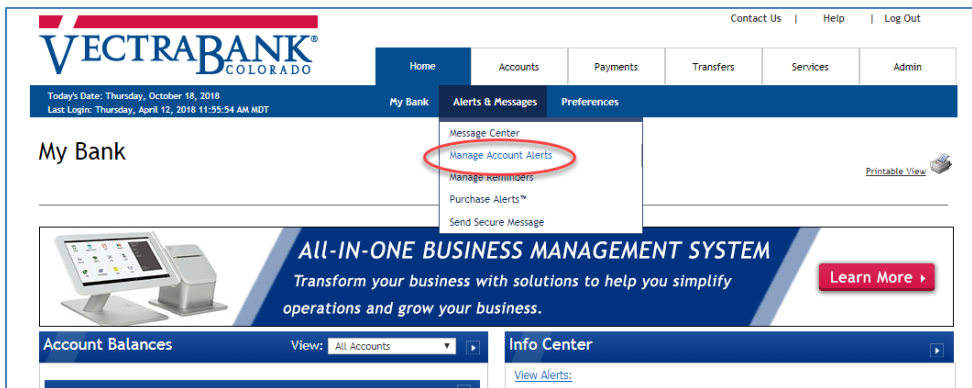 Contact Us | Help | Log Out
VECTRABANK®
COLORADO
Home Accounts Payments Transfers Services Admin
Today's Date: Thursday, October 18, 2018
Last Login: Thursday, April 12, 2018 11:55:54 AM MDT
My Bank Alerts & Messages Preferences
Message Center
My Bank
Manage Account Alerts
Printable View
Manage Reminders
Purchase Alerts™
Send Secure Message
ALL-IN-ONE BUSINESS MANAGEMENT SYSTEM
Transform your business with solutions to help you simplify
operations and grow your business.
Learn More
Account Balances View: All Accounts
Info Center
View Alerts: